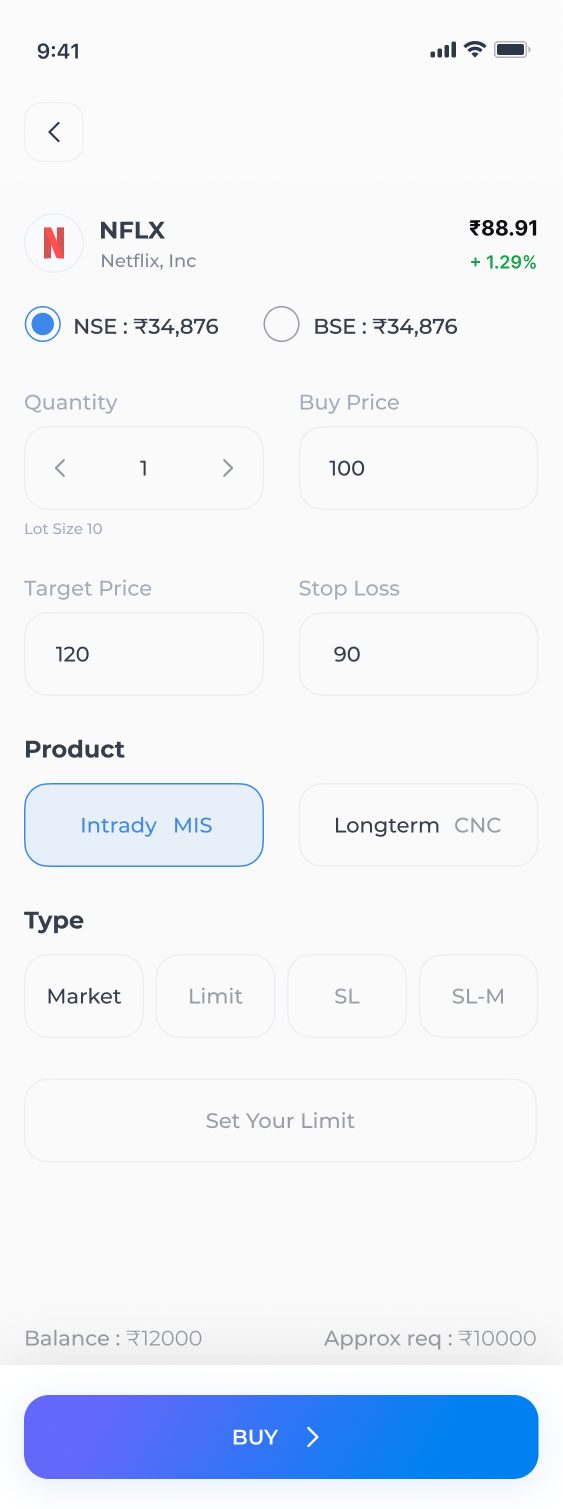 9:41
N
NFLX
₹88.91
Netflix, Inc
+ 1.29%
NSE : ₹34,876
BSE : ₹34,876
Quantity
Buy Price
1
100
Lot Size 10
Target Price
Stop Loss
120
90
Product
Intrady MIS
Longterm CNC
Type
Market
Limit
SL
SL-M
Set Your Limit
Balance : ₹12000
Approx req : ₹10000
BUY